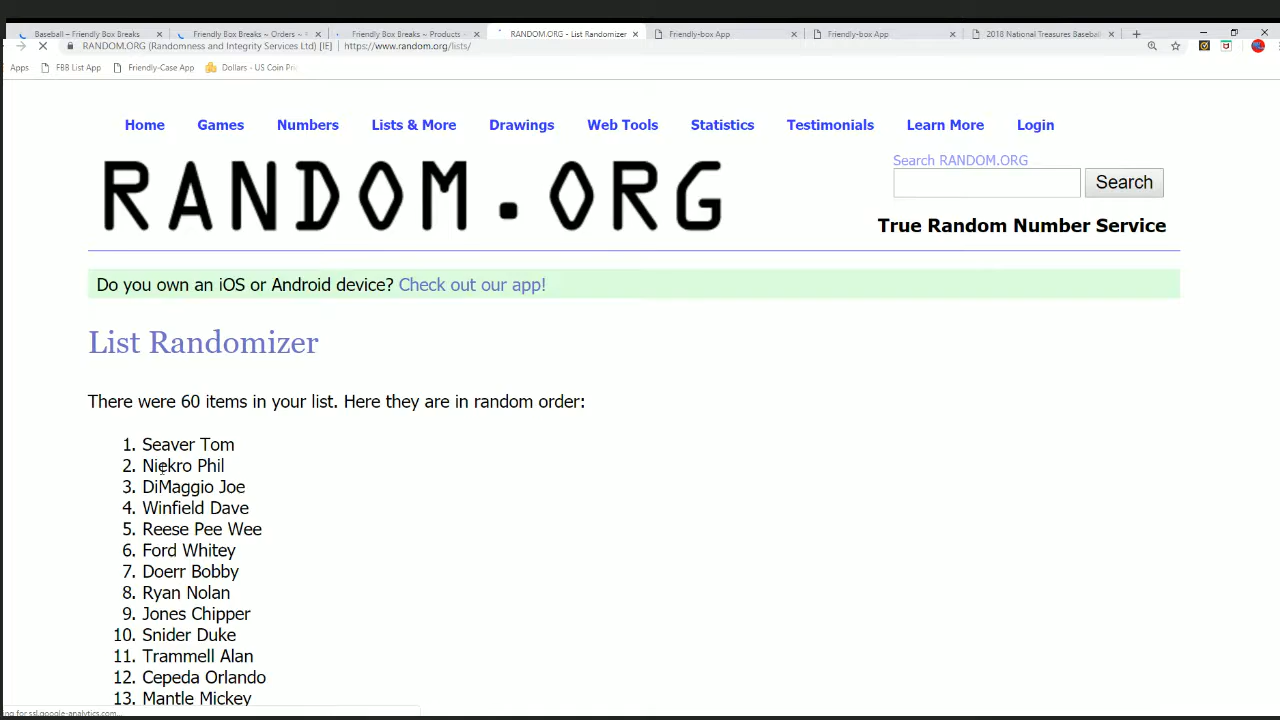 Baseball – Friendly Box Breaks
Friendly Box Breaks ~ Orders ~
Friendly Box Breaks ~ Products
RANDOM.ORG - List Randomizer
Friendly-box App
Friendly-box App
2018 National Treasures Baseball
RANDOM.ORG (Randomness and Integrity Services Ltd) [IE] | https://www.random.org/lists/
Apps
FBB List App
Friendly-Case App
Dollars - US Coin
Home Games Numbers Lists & More Drawings Web Tools Statistics Testimonials Learn More Login
RANDOM.ORG
Search RANDOM.ORG
Search
True Random Number Service
Do you own an iOS or Android device? Check out our app!
List Randomizer
There were 60 items in your list. Here they are in random order:
1. Seaver Tom
2. Niekro Phil
3. DiMaggio Joe
4. Winfield Dave
5. Reese Pee Wee
6. Ford Whitey
7. Doerr Bobby
8. Ryan Nolan
9. Jones Chipper
10. Snider Duke
11. Trammell Alan
12. Cepeda Orlando
13. Mantle Mickey
for ssl.google-analytics.com...